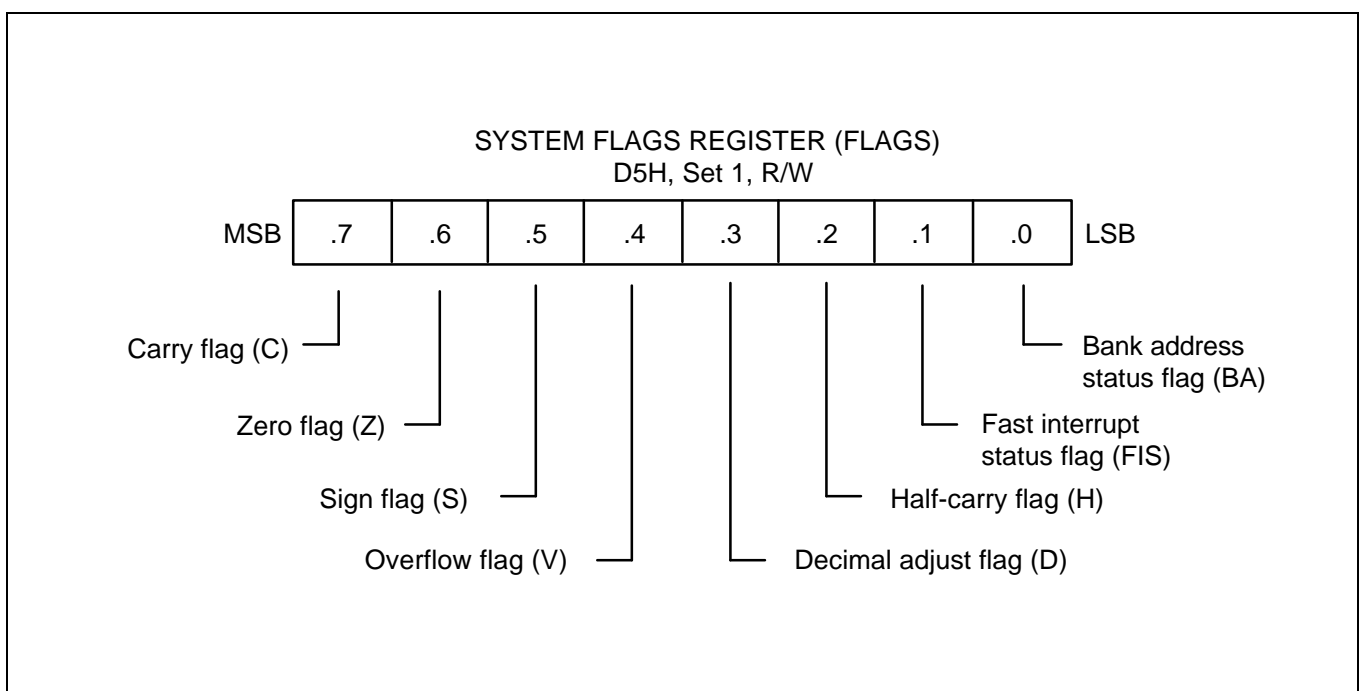 SYSTEM FLAGS REGISTER (FLAGS)
D5H, Set 1, R/W
MSB .7 .6 .5 .4 .3 .2 .1 .0 LSB
Carry flag (C)
Zero flag (Z)
Sign flag (S)
Overflow flag (V)
Bank address
status flag (BA)
Fast interrupt
status flag (FIS)
Half-carry flag (H)
Decimal adjust flag (D)